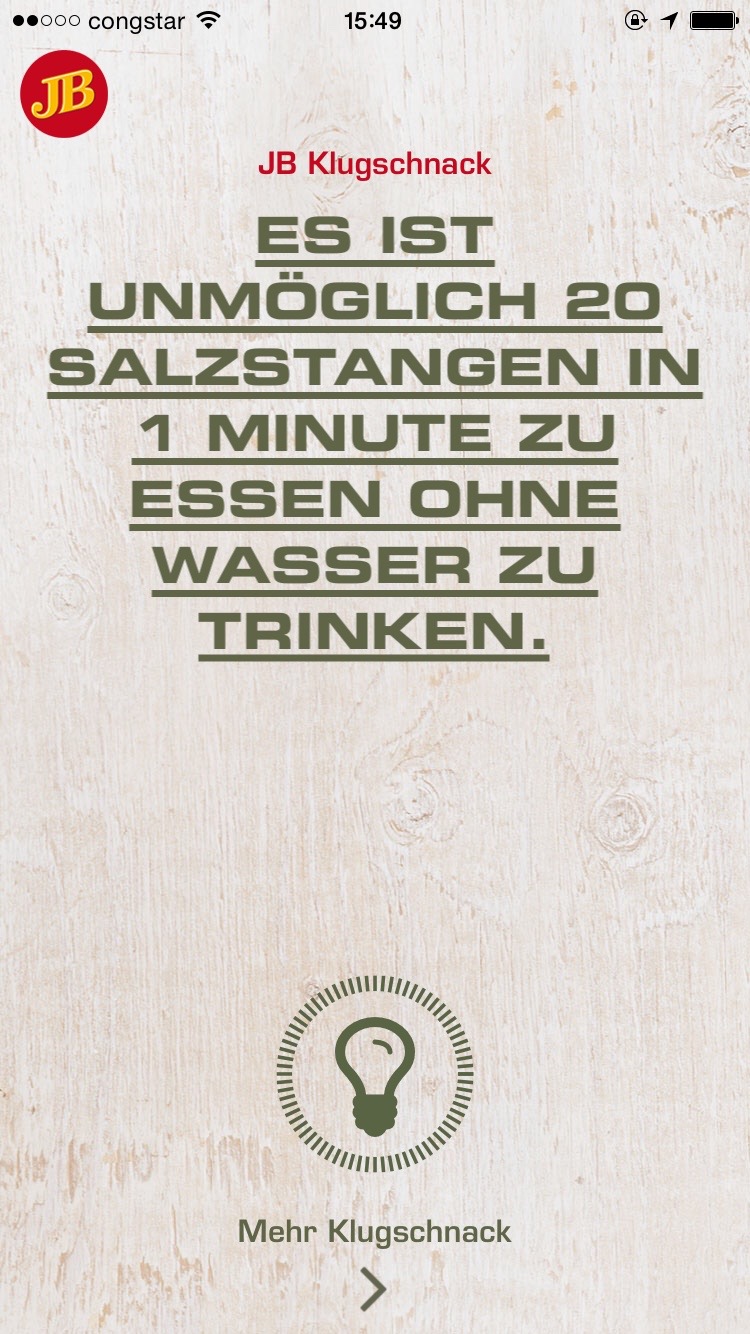 congstar 15:49
JB
JB Klugschnack
ES IST
UNMÖGLICH 20
SALZSTANGEN IN
1 MINUTE ZU
ESSEN OHNE
WASSER ZU
TRINKEN.
Mehr Klugschnack